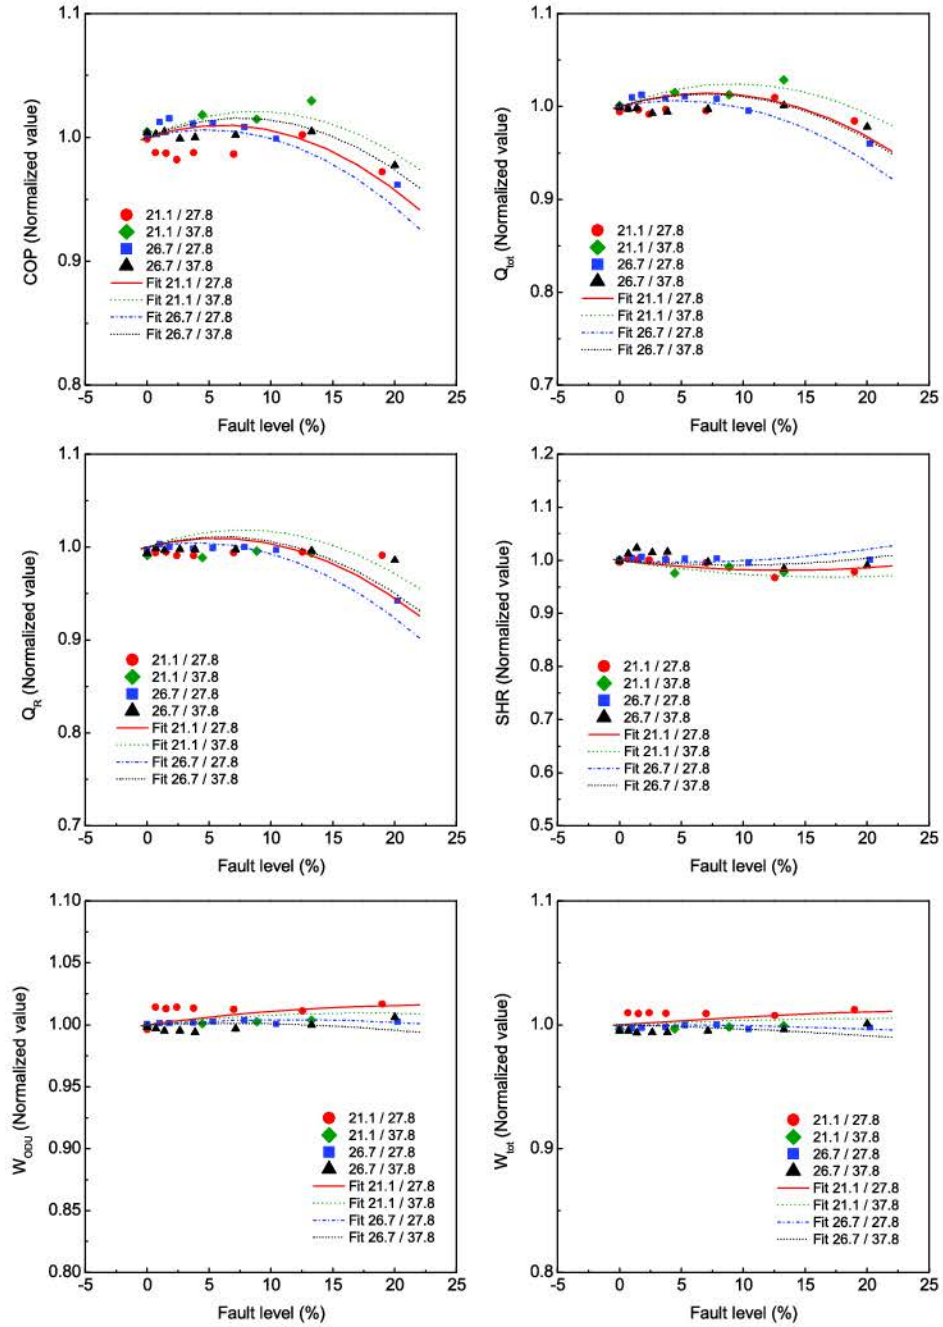 1.1
1.0
0.9
0.8
COP (Normalized value)
21.1 / 27.8
21.1 / 37.8
26.7 / 27.8
26.7 / 37.8
Fit 21.1 / 27.8
Fit 21.1 / 37.8
Fit 26.7 / 27.8
Fit 26.7 / 37.8
-5 0 5 10 15 20 25
Fault level (%)
1.1
1.0
0.9
0.8
0.7
Qtot (Normalized value)
21.1 / 27.8
21.1 / 37.8
26.7 / 27.8
26.7 / 37.8
Fit 21.1 / 27.8
Fit 21.1 / 37.8
Fit 26.7 / 27.8
Fit 26.7 / 37.8
-5 0 5 10 15 20 25
Fault level (%)
1.1
1.0
0.9
0.8
0.7
QR (Normalized value)
21.1 / 27.8
21.1 / 37.8
26.7 / 27.8
26.7 / 37.8
Fit 21.1 / 27.8
Fit 21.1 / 37.8
Fit 26.7 / 27.8
Fit 26.7 / 37.8
-5 0 5 10 15 20 25
Fault level (%)
1.2
1.1
1.0
0.9
0.8
0.7
0.6
0.5
SHR (Normalized value)
21.1 / 27.8
21.1 / 37.8
26.7 / 27.8
26.7 / 37.8
Fit 21.1 / 27.8
Fit 21.1 / 37.8
Fit 26.7 / 27.8
Fit 26.7 / 37.8
-5 0 5 10 15 20 25
Fault level (%)
1.10
1.05
1.00
0.95
0.90
0.85
0.80
WODU (Normalized value)
21.1 / 27.8
21.1 / 37.8
26.7 / 27.8
26.7 / 37.8
Fit 21.1 / 27.8
Fit 21.1 / 37.8
Fit 26.7 / 27.8
Fit 26.7 / 37.8
-5 0 5 10 15 20 25
Fault level (%)
1.1
1.0
0.9
0.8
Wtot (Normalized value)
21.1 / 27.8
21.1 / 37.8
26.7 / 27.8
26.7 / 37.8
Fit 21.1 / 27.8
Fit 21.1 / 37.8
Fit 26.7 / 27.8
Fit 26.7 / 37.8
-5 0 5 10 15 20 25
Fault level (%)